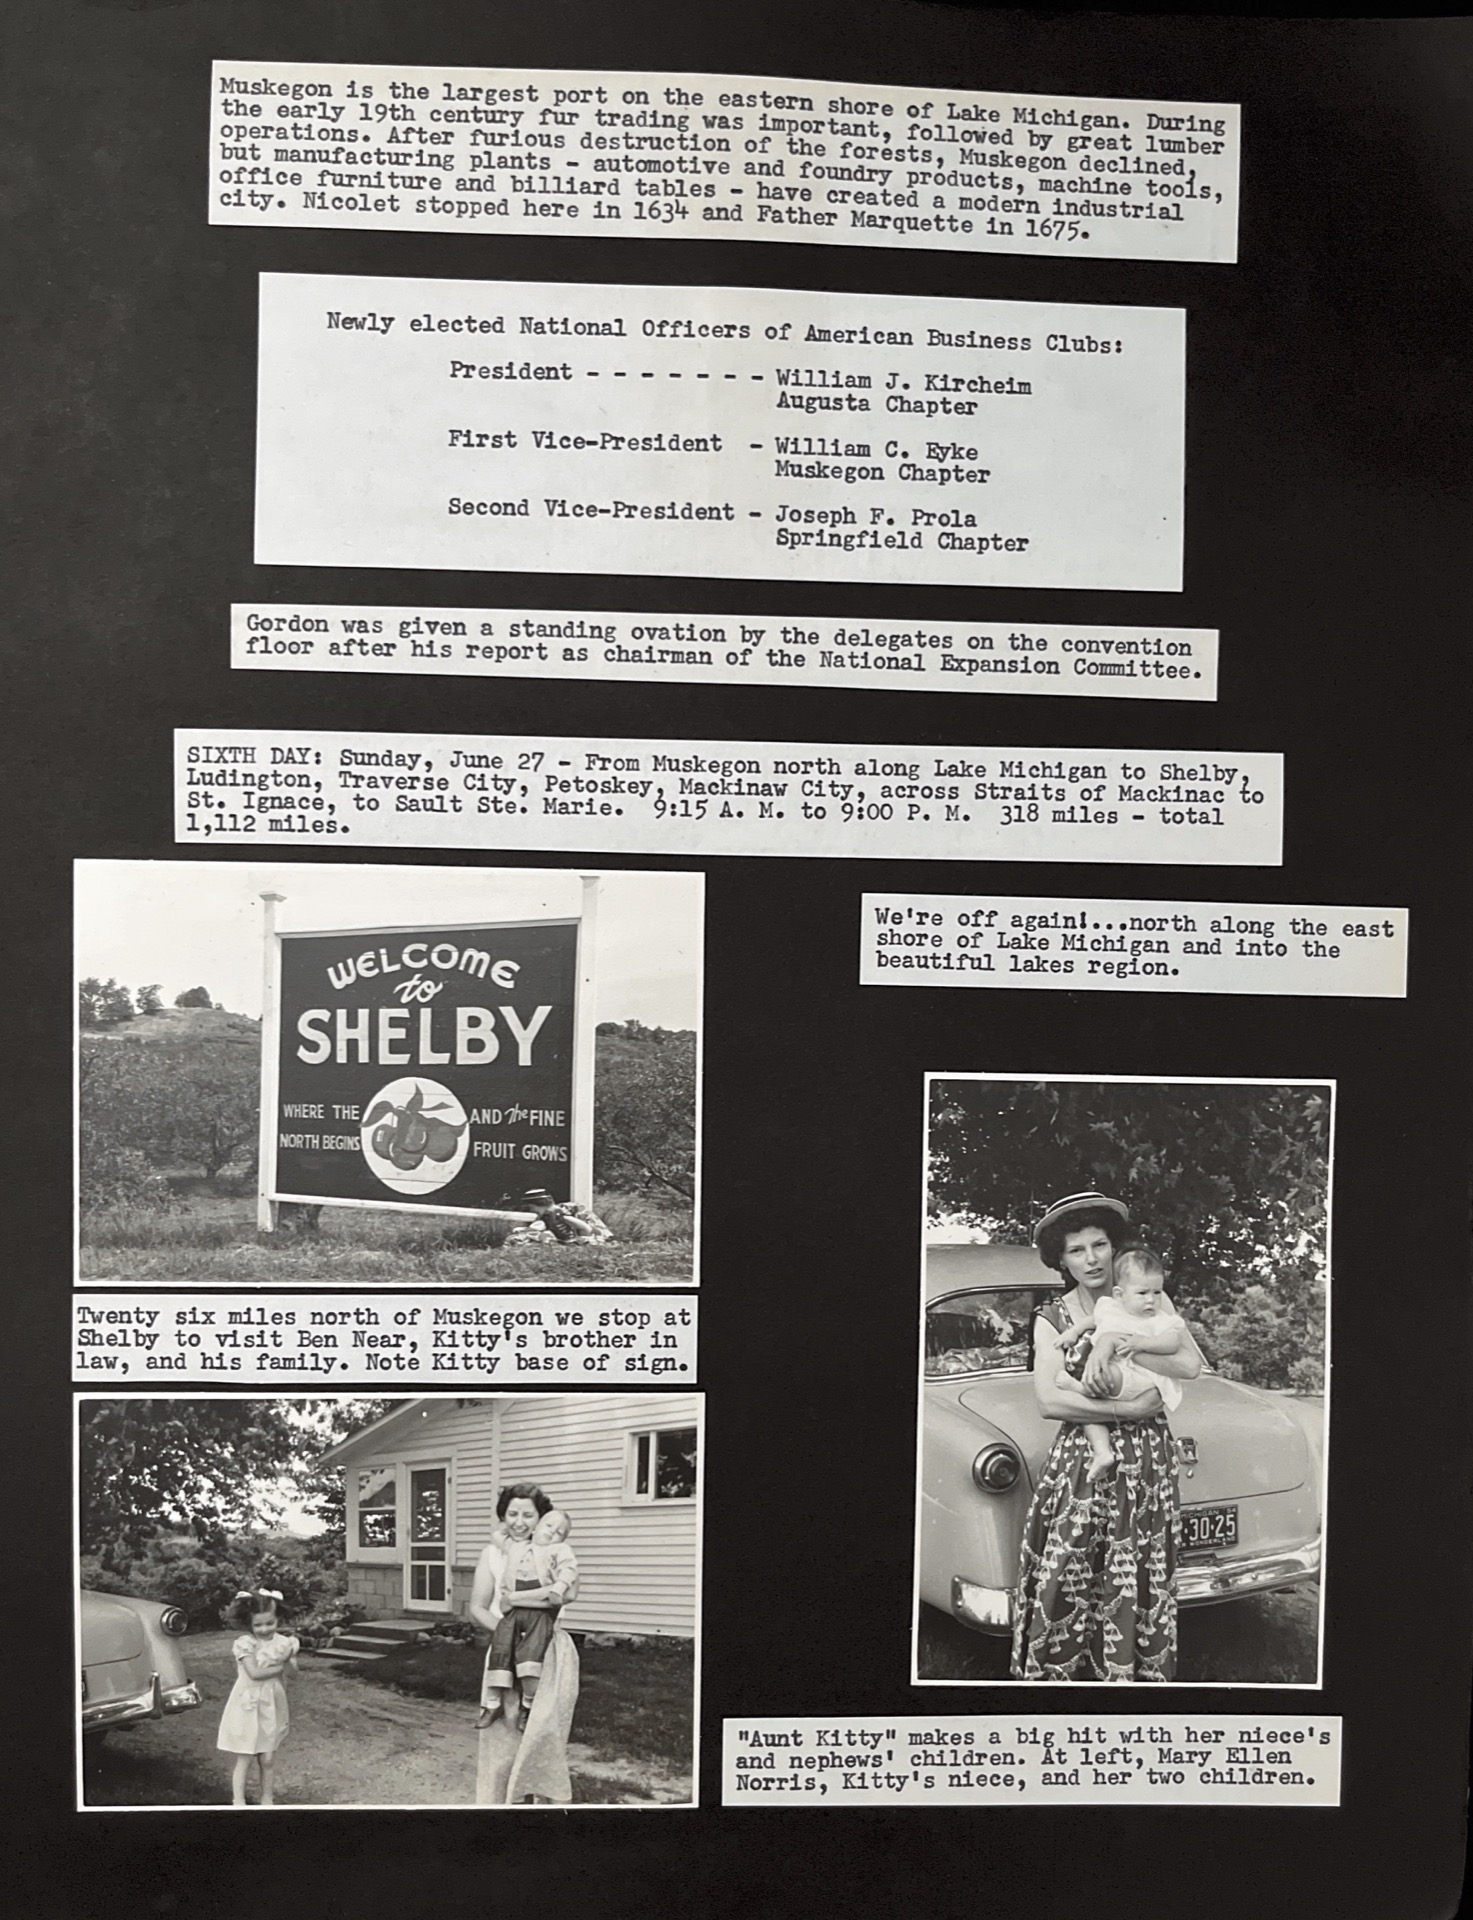 Muskegon is the largest port on the eastern shore of Lake Michigan. During
the early 19th century fur trading was important, followed by great lumber
operations. After furious destruction of the forests, Muskegon declined,
but manufacturing plants - automotive and foundry products, machine tools,
office furniture and billiard tables - have created a modern industrial
city. Nicolet stopped here in 1634 and Father Marquette in 1675.
Newly elected National Officers of American Business Clubs:
President - - - - - - - William J. Kircheim
Augusta Chapter
First Vice-President - William C. Eyke
Muskegon Chapter
Second Vice-President - Joseph F. Prola
Springfield Chapter
Gordon was given a standing ovation by the delegates on the convention
floor after his report as chairman of the National Expansion Committee.
SIXTH DAY: Sunday, June 27 - From Muskegon north along Lake Michigan to Shelby,
Ludington, Traverse City, Petoskey, Mackinaw City, across Straits of Mackinac to
St. Ignace, to Sault Ste. Marie. 9:15 A. M. to 9:00 P. M. 318 miles - total
1,112 miles.
We're off again!...north along the east
shore of Lake Michigan and into the
beautiful lakes region.
WELCOME
to
SHELBY
WHERE THE
NORTH BEGINS
AND The FINE
FRUIT GROWS
Twenty six miles north of Muskegon we stop at
Shelby to visit Ben Near, Kitty's brother in
law, and his family. Note Kitty base of sign.
30·25
"Aunt Kitty" makes a big hit with her niece's
and nephews' children. At left, Mary Ellen
Norris, Kitty's niece, and her two children.